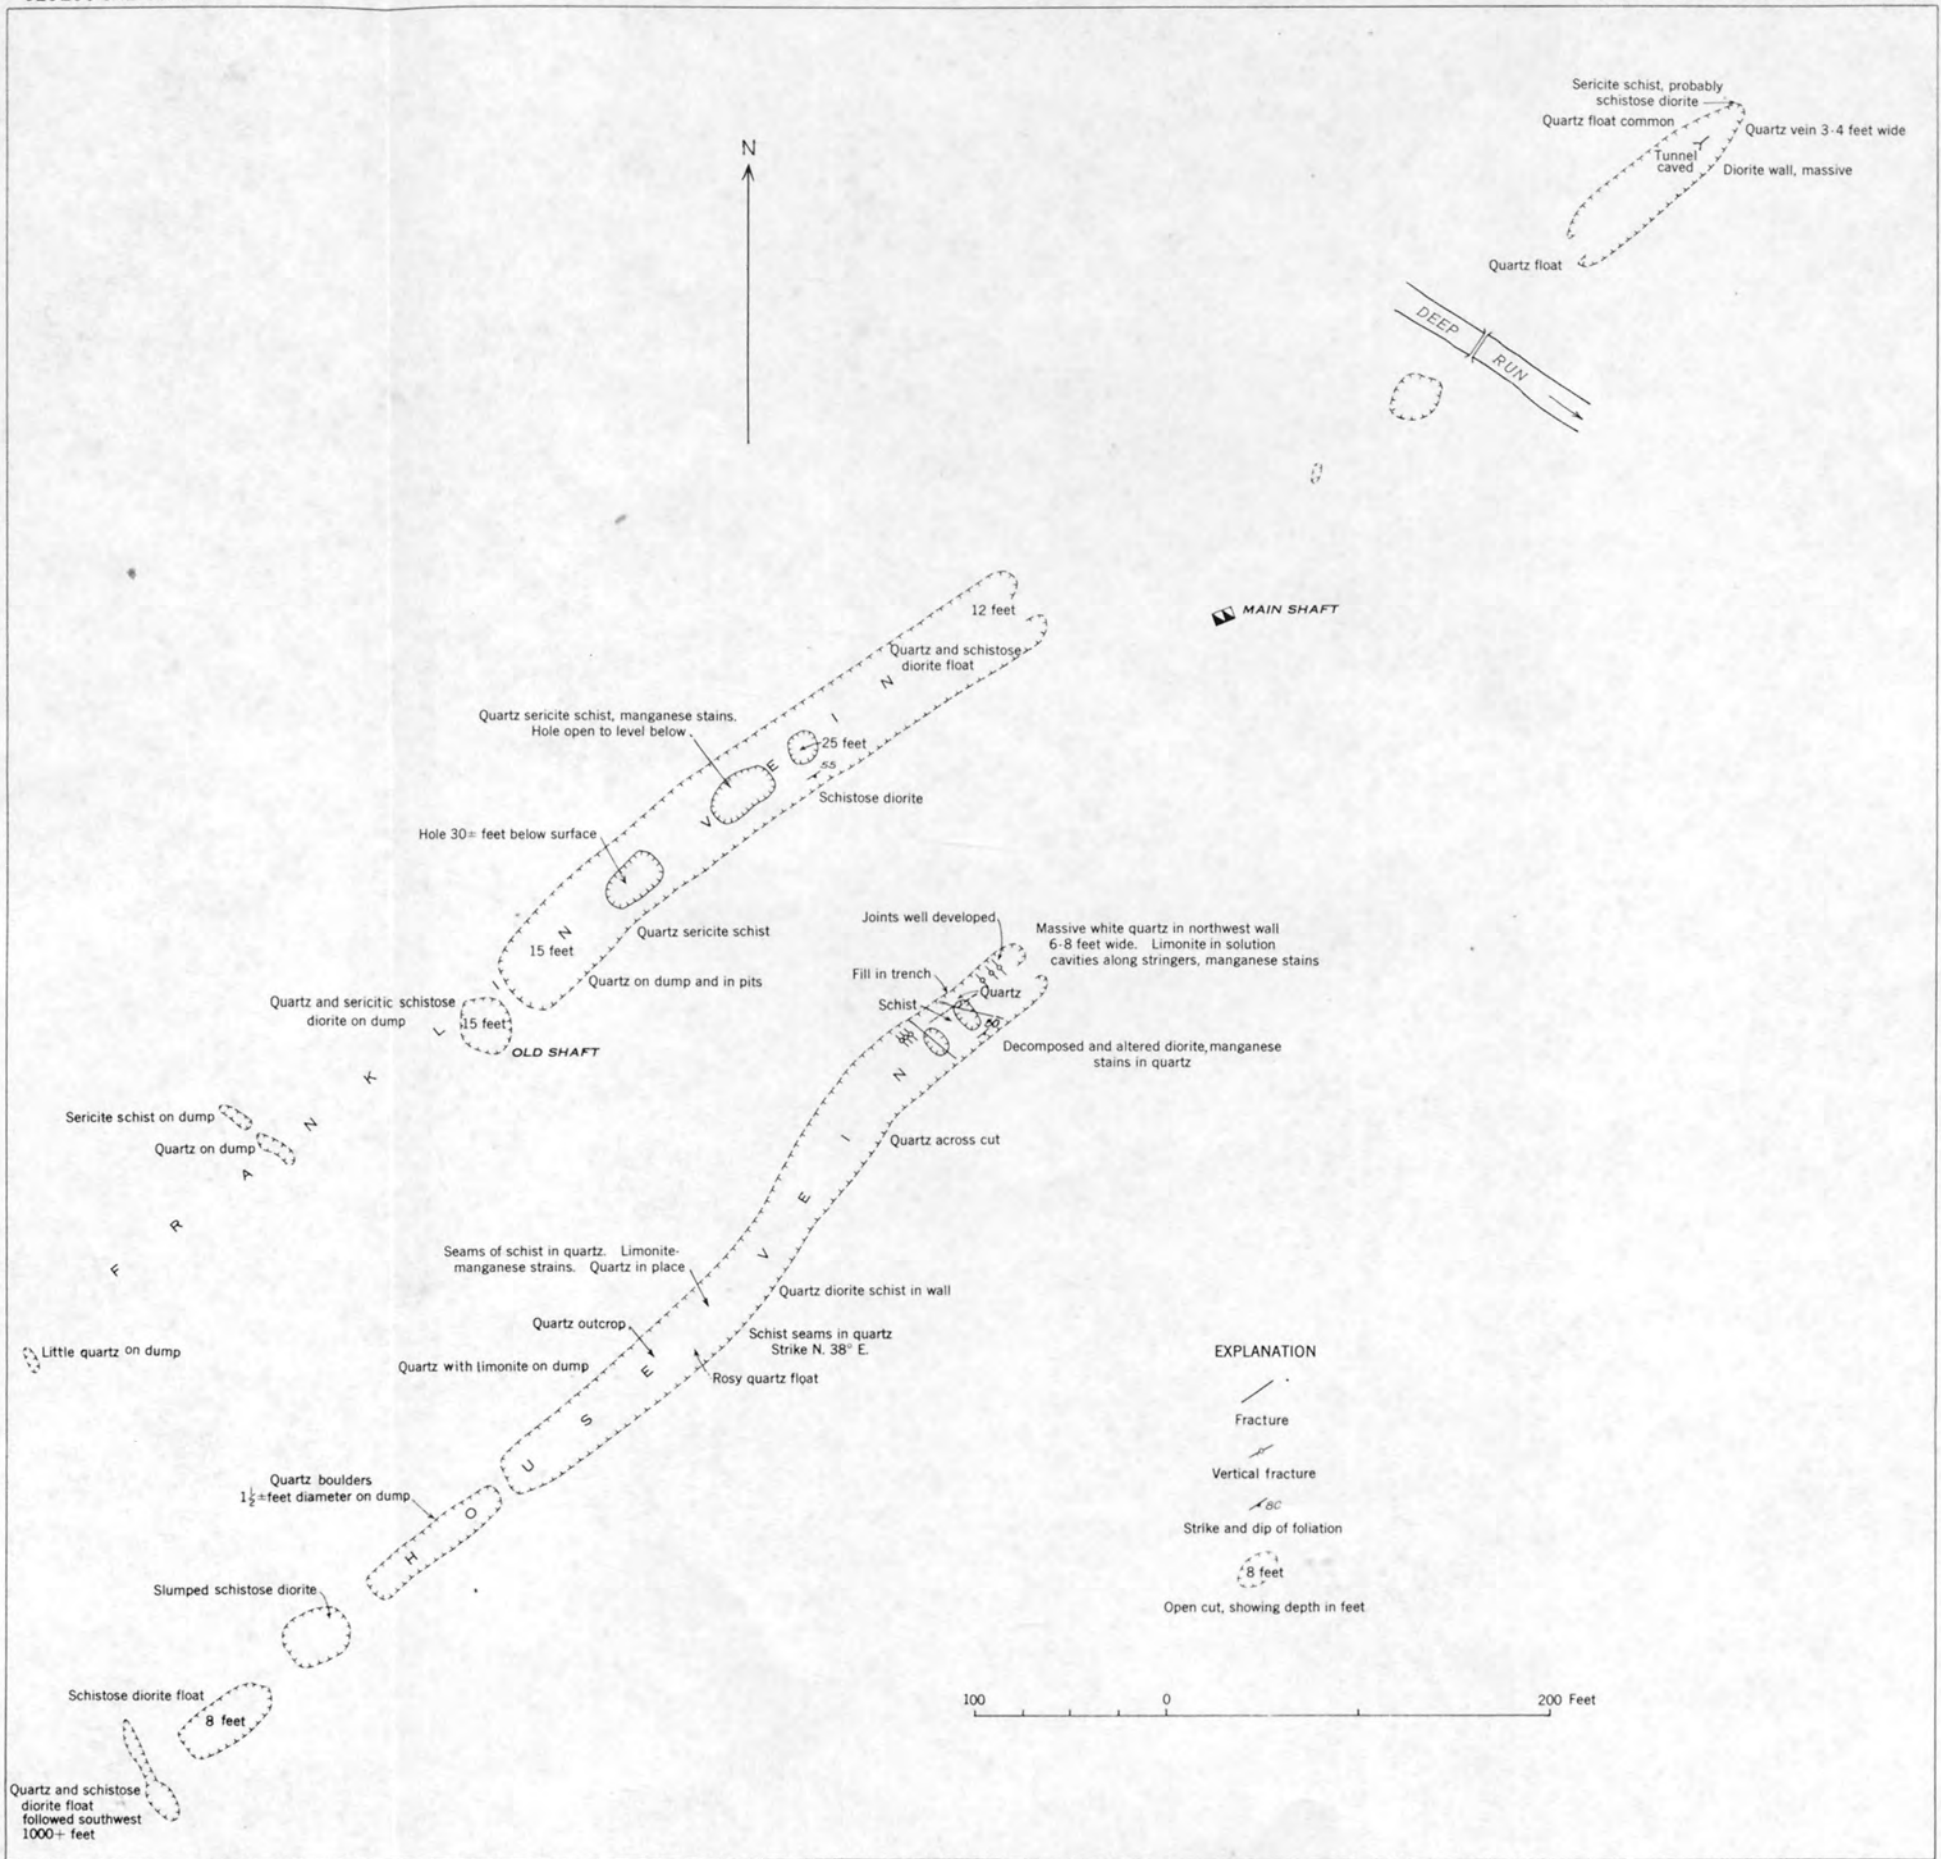 Sericite schist, probably
schistose diorite
Quartz float common
Quartz vein 3-4 feet wide
Tunnel
caved
Diorite wall, massive
N
Quartz float
DEEP RUN
MAIN SHAFT
12 feet
Quartz and schistose
diorite float
Quartz sericite schist, manganese stains.
Hole open to level below
25 feet
55
Schistose diorite
Hole 30± feet below surface
15 feet
Quartz sericite schist
Quartz on dump and in pits
Quartz and sericitic schistose
diorite on dump
15 feet
OLD SHAFT
FRANKLIN VEIN
Joints well developed
Massive white quartz in northwest wall
6-8 feet wide. Limonite in solution
cavities along stringers, manganese stains
Fill in trench
Quartz
Schist
Decomposed and altered diorite, manganese
stains in quartz
Sericite schist on dump
Quartz on dump
Quartz across cut
Seams of schist in quartz. Limonite-
manganese strains. Quartz in place
Quartz diorite schist in wall
Quartz outcrop
Schist seams in quartz
Strike N. 38° E.
Little quartz on dump
Quartz with limonite on dump
Rosy quartz float
HOUSE VEIN
Quartz boulders
1½±feet diameter on dump
Slumped schistose diorite
Schistose diorite float
8 feet
Quartz and schistose
diorite float
followed southwest
1000+ feet
EXPLANATION
Fracture
Vertical fracture
Strike and dip of foliation
8 feet
Open cut, showing depth in feet
100 0 200 Feet